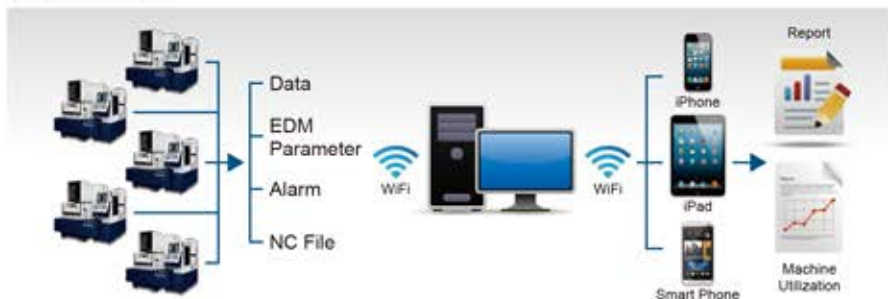 Data
EDM
Parameter
Alarm
NC File
WiFi
WiFi
iPhone
iPad
Smart Phone
Report
Machine
Utilization